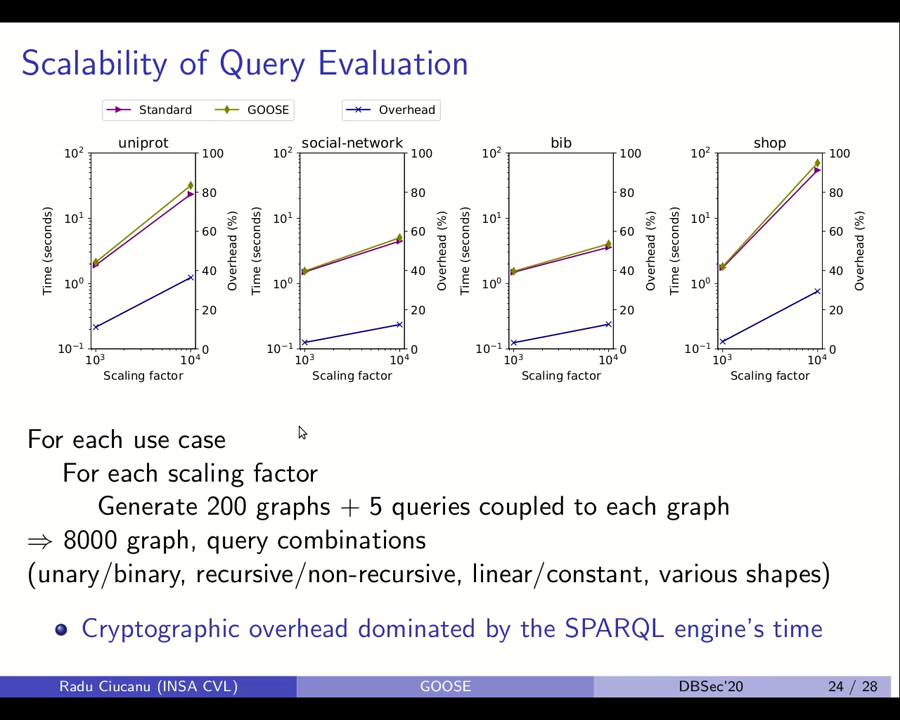 Scalability of Query Evaluation
Standard GOOSE Overhead
uniprot social-network bib shop
10² 100 10² 100 10² 100 10² 100
80 80 80 80
10¹ 10¹ 10¹ 10¹
60 60 60 60
Time (seconds) Overhead (%) Time (seconds) Overhead (%) Time (seconds) Overhead (%) Time (seconds) Overhead (%)
10⁰ 40 10⁰ 40 10⁰ 40 10⁰ 40
20 20 20 20
10⁻¹ 0 10⁻¹ 0 10⁻¹ 0 10⁻¹ 0
10³ 10⁴ 10³ 10⁴ 10³ 10⁴ 10³ 10⁴
Scaling factor Scaling factor Scaling factor Scaling factor
For each use case
For each scaling factor
Generate 200 graphs + 5 queries coupled to each graph
⇒ 8000 graph, query combinations
(unary/binary, recursive/non-recursive, linear/constant, various shapes)
Cryptographic overhead dominated by the SPARQL engine's time
Radu Ciucanu (INSA CVL) GOOSE DBSec'20 24 / 28